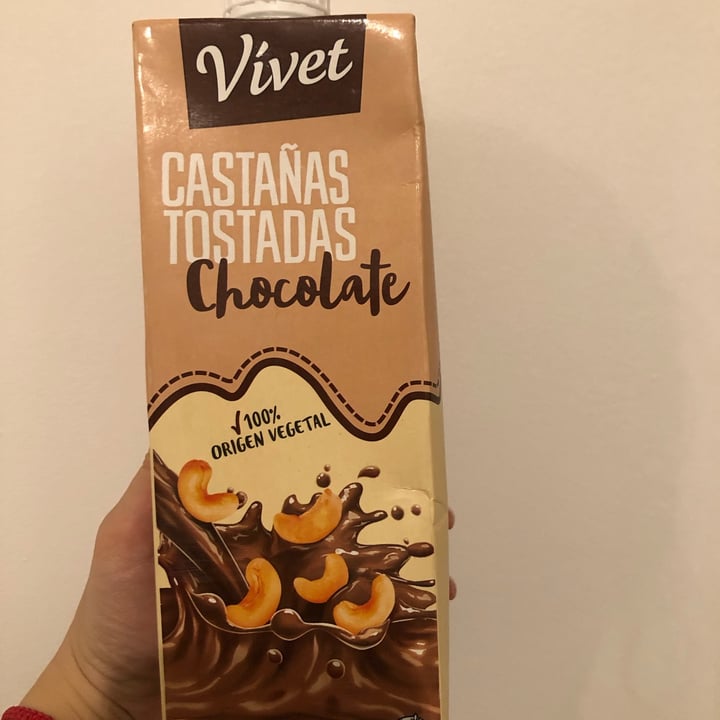 Vívet
CASTAÑAS
TOSTADAS
Chocolate
✓100%
ORIGEN VEGETAL